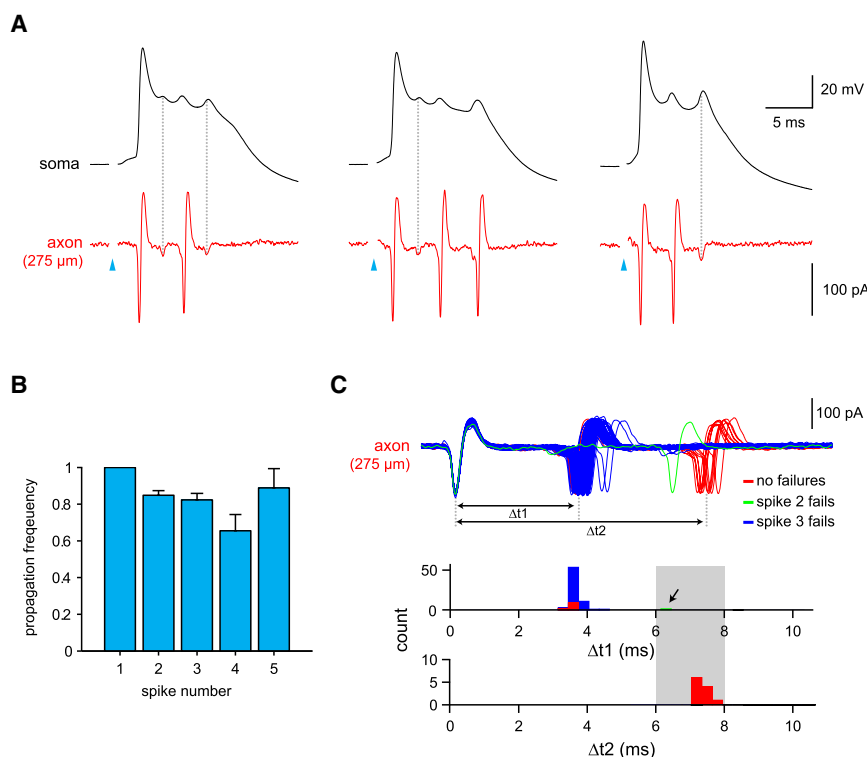 A
20 mV
5 ms
soma
axon
(275 µm)
100 pA
B
propagation freqeuency
1
0.8
0.6
0.4
0.2
0
1 2 3 4 5
spike number
C
100 pA
axon
(275 µm)
no failures
spike 2 fails
spike 3 fails
Δt1
Δt2
count
50
0
0 2 4 6 8 10
Δt1 (ms)
10
5
0
0 2 4 6 8 10
Δt2 (ms)